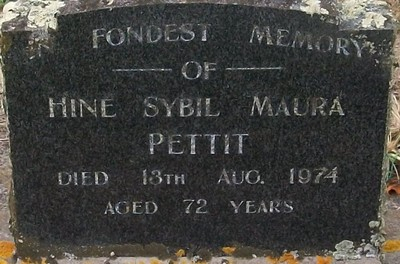 FONDEST MEMORY
OF
HINE SYBIL MAURA
PETTIT
DIED 13TH AUG. 1974
AGED 72 YEARS